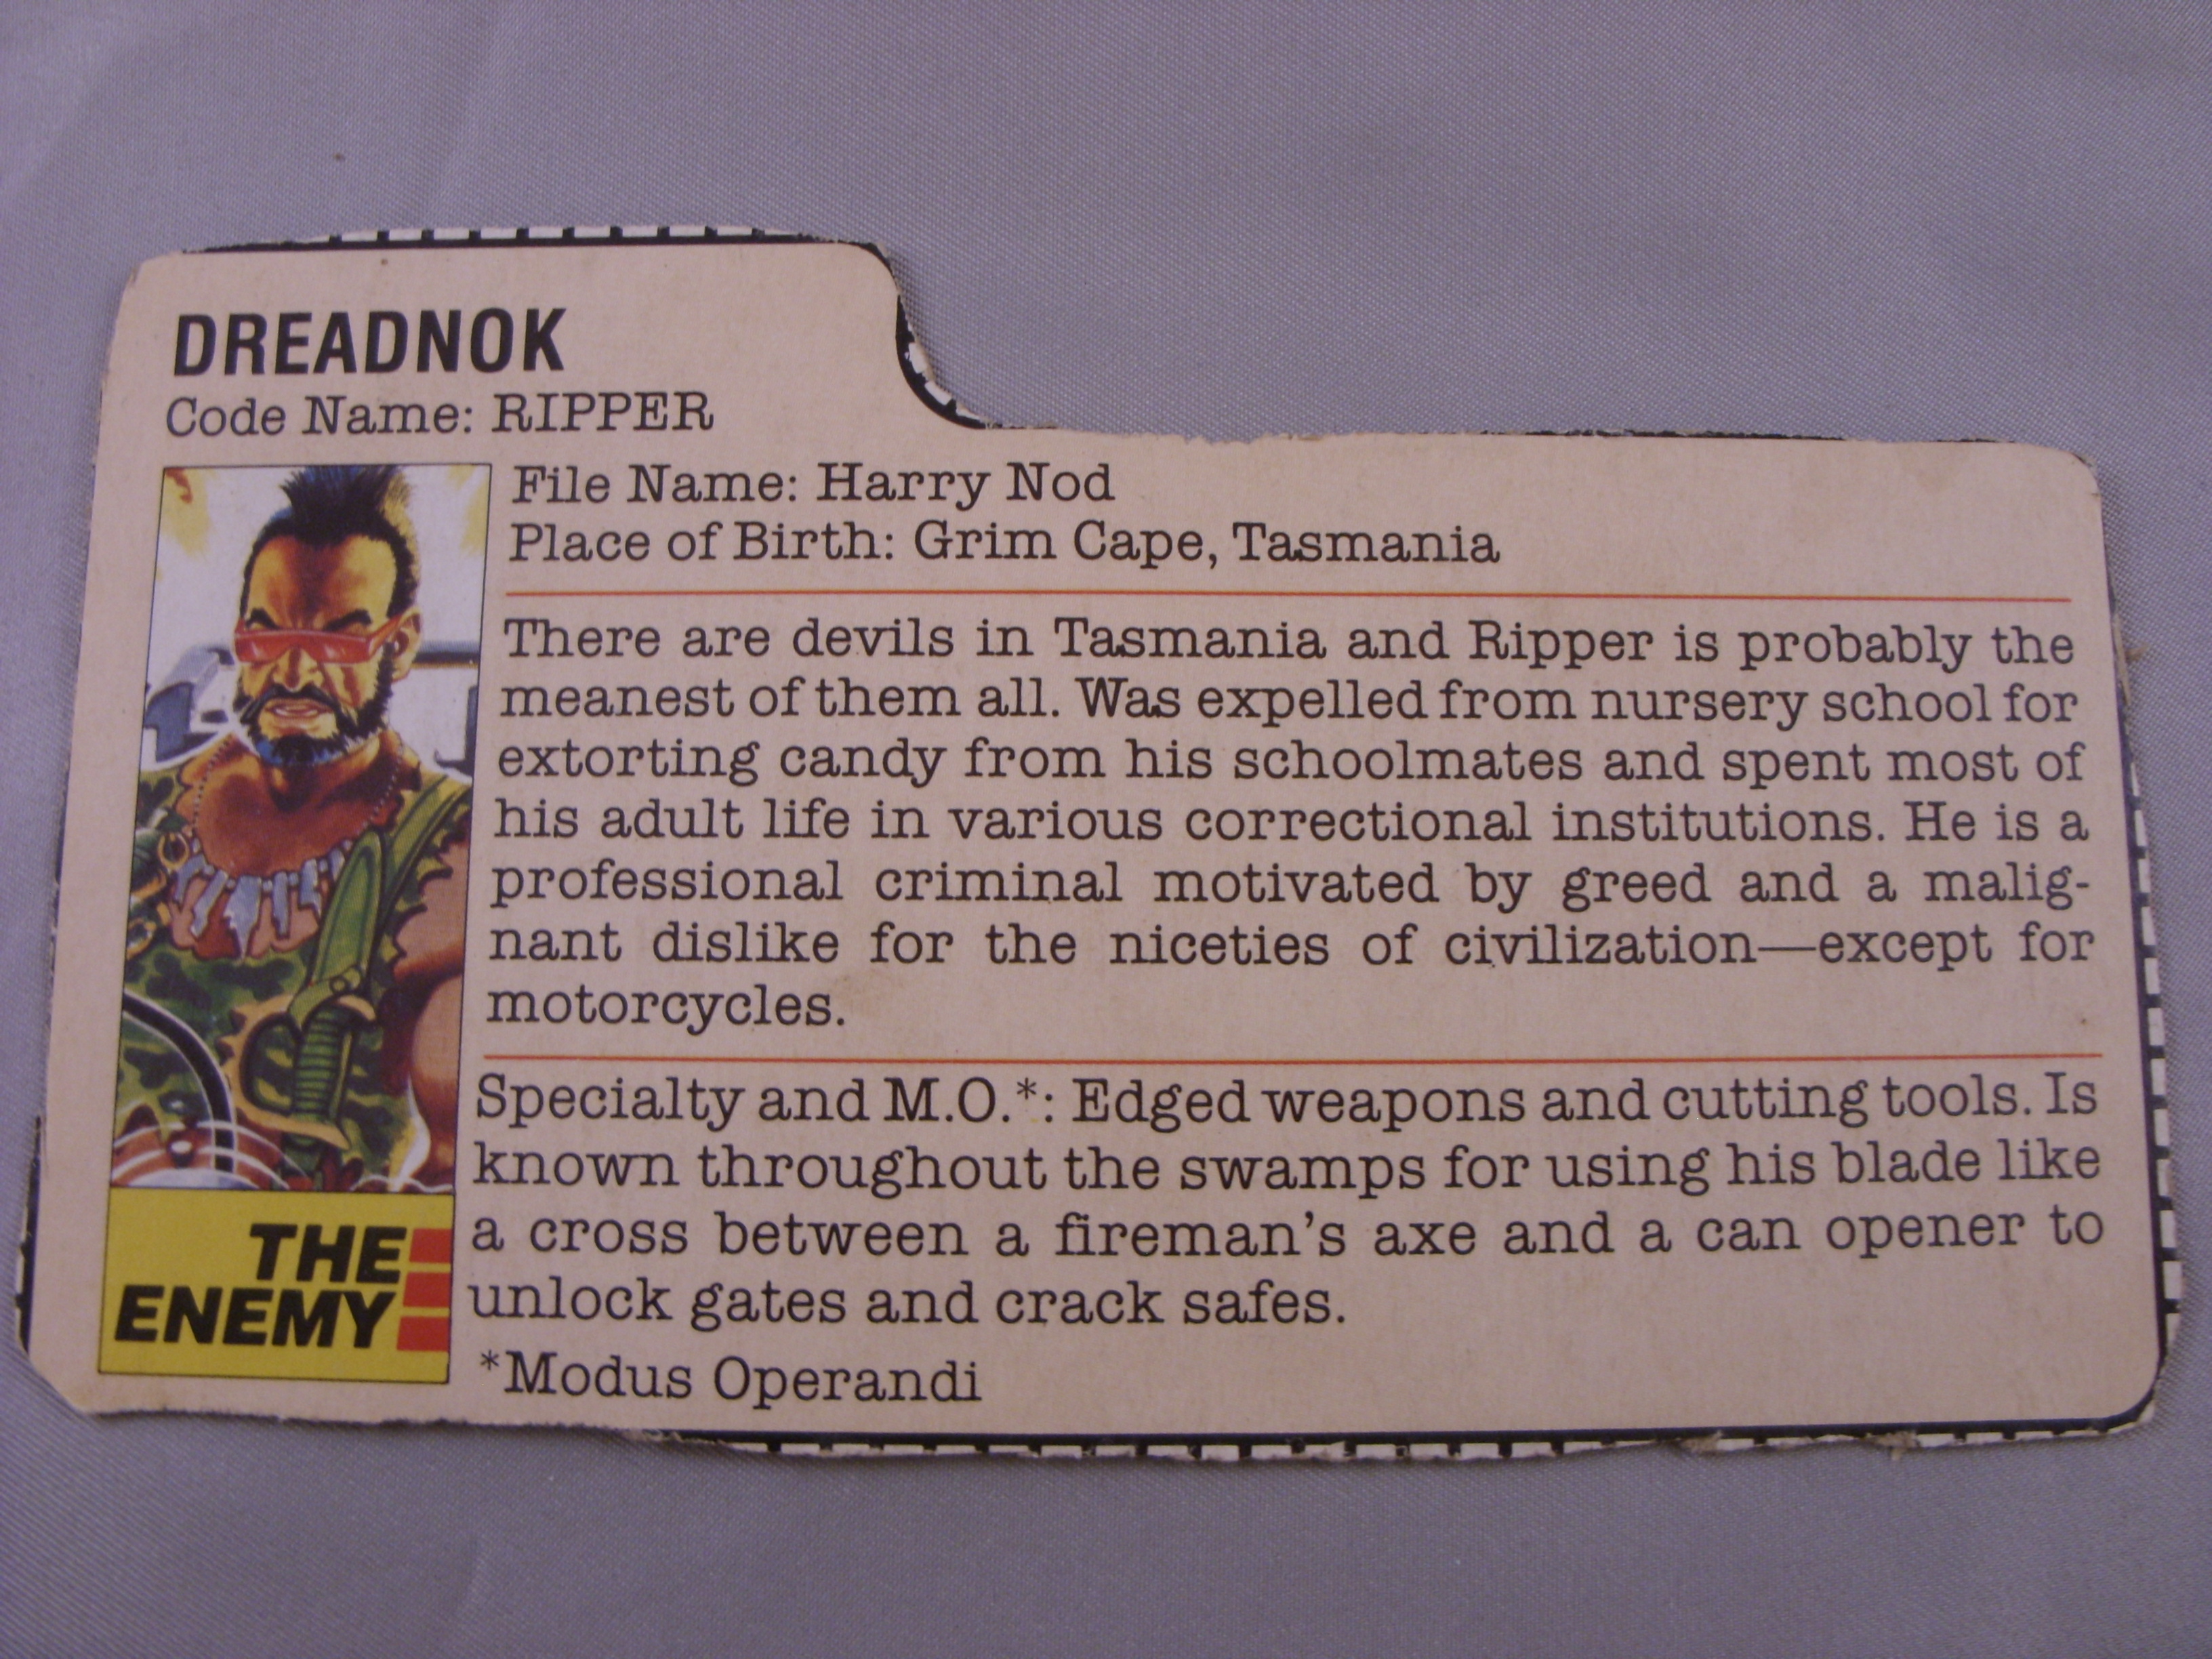 DREADNOK
Code Name: RIPPER
File Name: Harry Nod
Place of Birth: Grim Cape, Tasmania
There are devils in Tasmania and Ripper is probably the
meanest of them all. Was expelled from nursery school for
extorting candy from his schoolmates and spent most of
his adult life in various correctional institutions. He is a
professional criminal motivated by greed and a malig-
nant dislike for the niceties of civilization—except for
motorcycles.
Specialty and M.O.*: Edged weapons and cutting tools. Is
known throughout the swamps for using his blade like
a cross between a fireman's axe and a can opener to
unlock gates and crack safes.
*Modus Operandi
THE
ENEMY